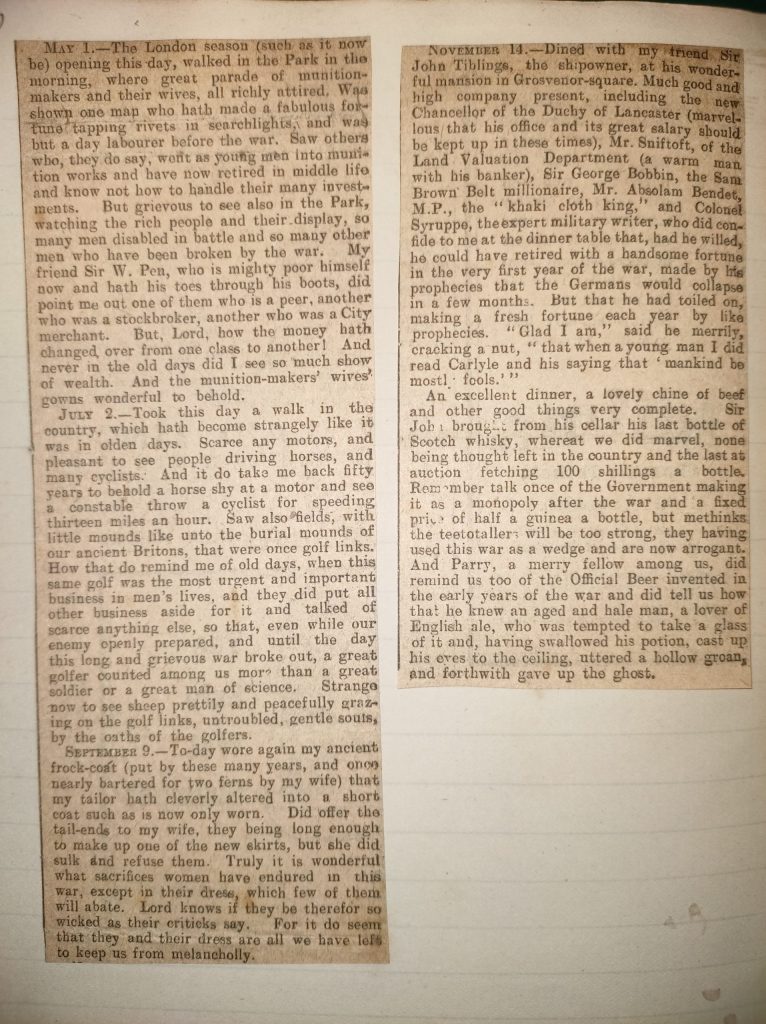 MAY 1.—The London season (such as it now
be) opening this day, walked in the Park in the
morning, where great parade of munition-
makers and their wives, all richly attired. Was
shown one man who hath made a fabulous for-
tune tapping rivets in searchlights, and was
but a day labourer before the war. Saw others
who, they do say, went as young men into muni-
tion works and have now retired in middle life
and know not how to handle their many invest-
ments. But grievous to see also in the Park,
watching the rich people and their display, so
many men disabled in battle and so many other
men who have been broken by the war. My
friend Sir W. Pen, who is mighty poor himself
now and hath his toes through his boots, did
point me out one of them who is a peer, another
who was a stockbroker, another who was a City
merchant. But, Lord, how the money hath
changed over from one class to another! And
never in the old days did I see so much show
of wealth. And the munition-makers' wives'
gowns wonderful to behold.
JULY 2.—Took this day a walk in the
country, which hath become strangely like it
was in olden days. Scarce any motors, and
pleasant to see people driving horses, and
many cyclists. And it do take me back fifty
years to behold a horse shy at a motor and see
a constable throw a cyclist for speeding
thirteen miles an hour. Saw also fields, with
little mounds like unto the burial mounds of
our ancient Britons, that were once golf links.
How that do remind me of old days, when this
same golf was the most urgent and important
business in men's lives, and they did put all
other business aside for it and talked of
scarce anything else, so that, even while our
enemy openly prepared, and until the day
this long and grievous war broke out, a great
golfer counted among us more than a great
soldier or a great man of science. Strange
now to see sheep prettily and peacefully graz-
ing on the golf links, untroubled, gentle souls,
by the oaths of the golfers.
SEPTEMBER 9.—To-day wore again my ancient
frock-coat (put by these many years, and once
nearly bartered for two ferns by my wife) that
my tailor hath cleverly altered into a short
coat such as is now only worn. Did offer the
tail-ends to my wife, they being long enough
to make up one of the new skirts, but she did
sulk and refuse them. Truly it is wonderful
what sacrifices women have endured in this
war, except in their dress, which few of them
will abate. Lord knows if they be therefor so
wicked as their criticks say. For it do seem
that they and their dress are all we have left
to keep us from melancholly.
NOVEMBER 14.—Dined with my friend Sir
John Tiblings, the shipowner, at his wonder-
ful mansion in Grosvenor-square. Much good and
high company present, including the new
Chancellor of the Duchy of Lancaster (marvel-
lous that his office and its great salary should
be kept up in these times), Mr. Sniftoft, of the
Land Valuation Department (a warm man
with his banker), Sir George Bobbin, the Sam
Brown Belt millionaire, Mr. Absolam Bendet,
M.P., the "khaki cloth king," and Colonel
Syruppe, the expert military writer, who did con-
fide to me at the dinner table that, had he willed,
he could have retired with a handsome fortune
in the very first year of the war, made by his
prophecies that the Germans would collapse
in a few months. But that he had toiled on,
making a fresh fortune each year by like
prophecies. "Glad I am," said he merrily,
cracking a nut, "that when a young man I did
read Carlyle and his saying that 'mankind be
mostly fools.'"
An excellent dinner, a lovely chine of beef
and other good things very complete. Sir
John brought from his cellar his last bottle of
Scotch whisky, whereat we did marvel, none
being thought left in the country and the last at
auction fetching 100 shillings a bottle.
Remember talk once of the Government making
it as a monopoly after the war and a fixed
price of half a guinea a bottle, but methinks
the teetotallers will be too strong, they having
used this war as a wedge and are now arrogant.
And Parry, a merry fellow among us, did
remind us too of the Official Beer invented in
the early years of the war and did tell us how
that he knew an aged and hale man, a lover of
English ale, who was tempted to take a glass
of it and, having swallowed his potion, cast up
his eyes to the ceiling, uttered a hollow groan,
and forthwith gave up the ghost.